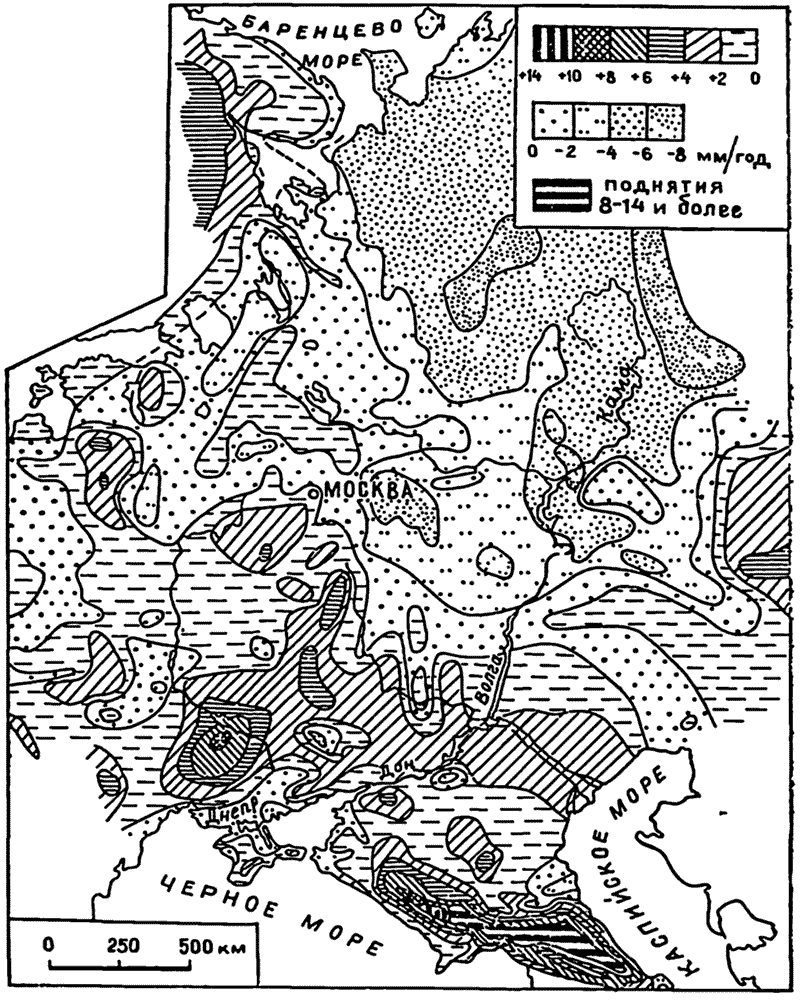 БАРЕНЦЕВО
МОРЕ
+14 +10 +8 +6 +4 +2 0
0 -2 -4 -6 -8 мм/год
поднятия
8-14 и более
Кама
МОСКВА
Волга
Дон
Днепр
ЧЕРНОЕ МОРЕ
КАСПИЙСКОЕ МОРЕ
0 250 500 км